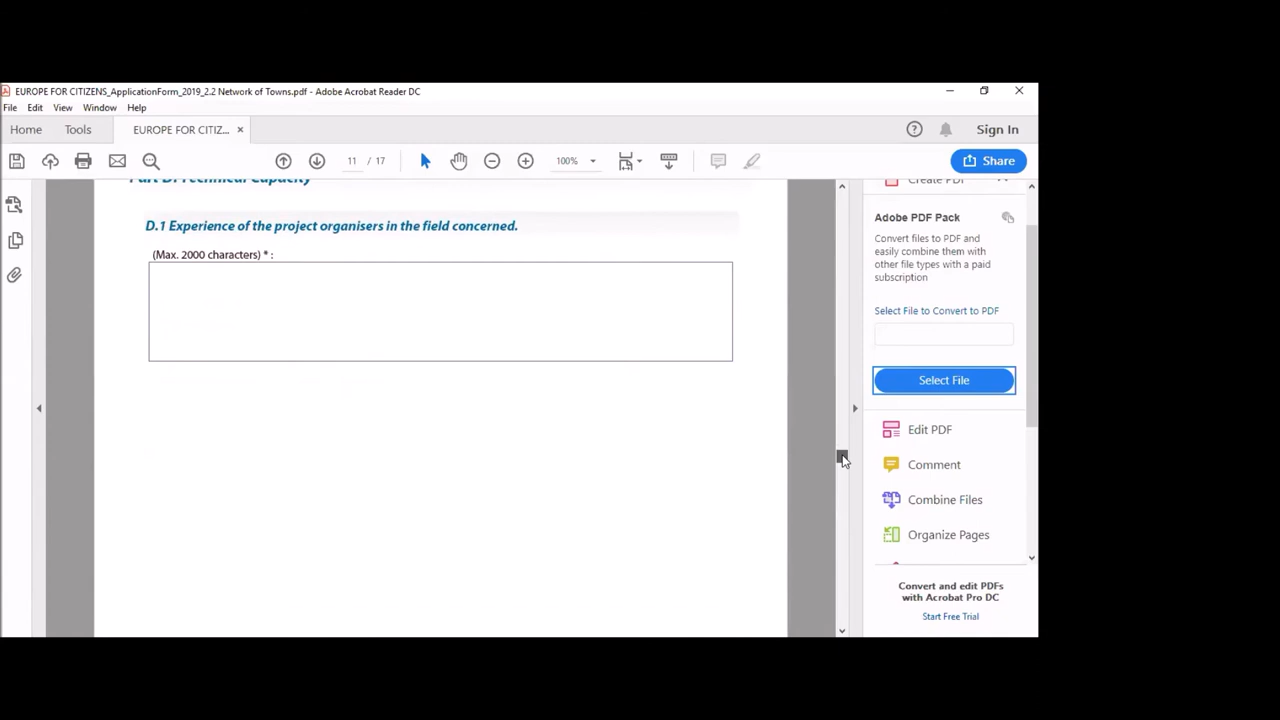 EUROPE FOR CITIZENS_ApplicationForm_2019_2.2 Network of Towns.pdf - Adobe Acrobat Reader DC
File Edit View Window Help
Home Tools EUROPE FOR CITIZ... × Sign In
11 / 17 100% Share
Part D. Technical Capacity
D.1 Experience of the project organisers in the field concerned.
(Max. 2000 characters) * :
Create PDF
Adobe PDF Pack
Convert files to PDF and
easily combine them with
other file types with a paid
subscription
Select File to Convert to PDF
Select File
Edit PDF
Comment
Combine Files
Organize Pages
Convert and edit PDFs
with Acrobat Pro DC
Start Free Trial